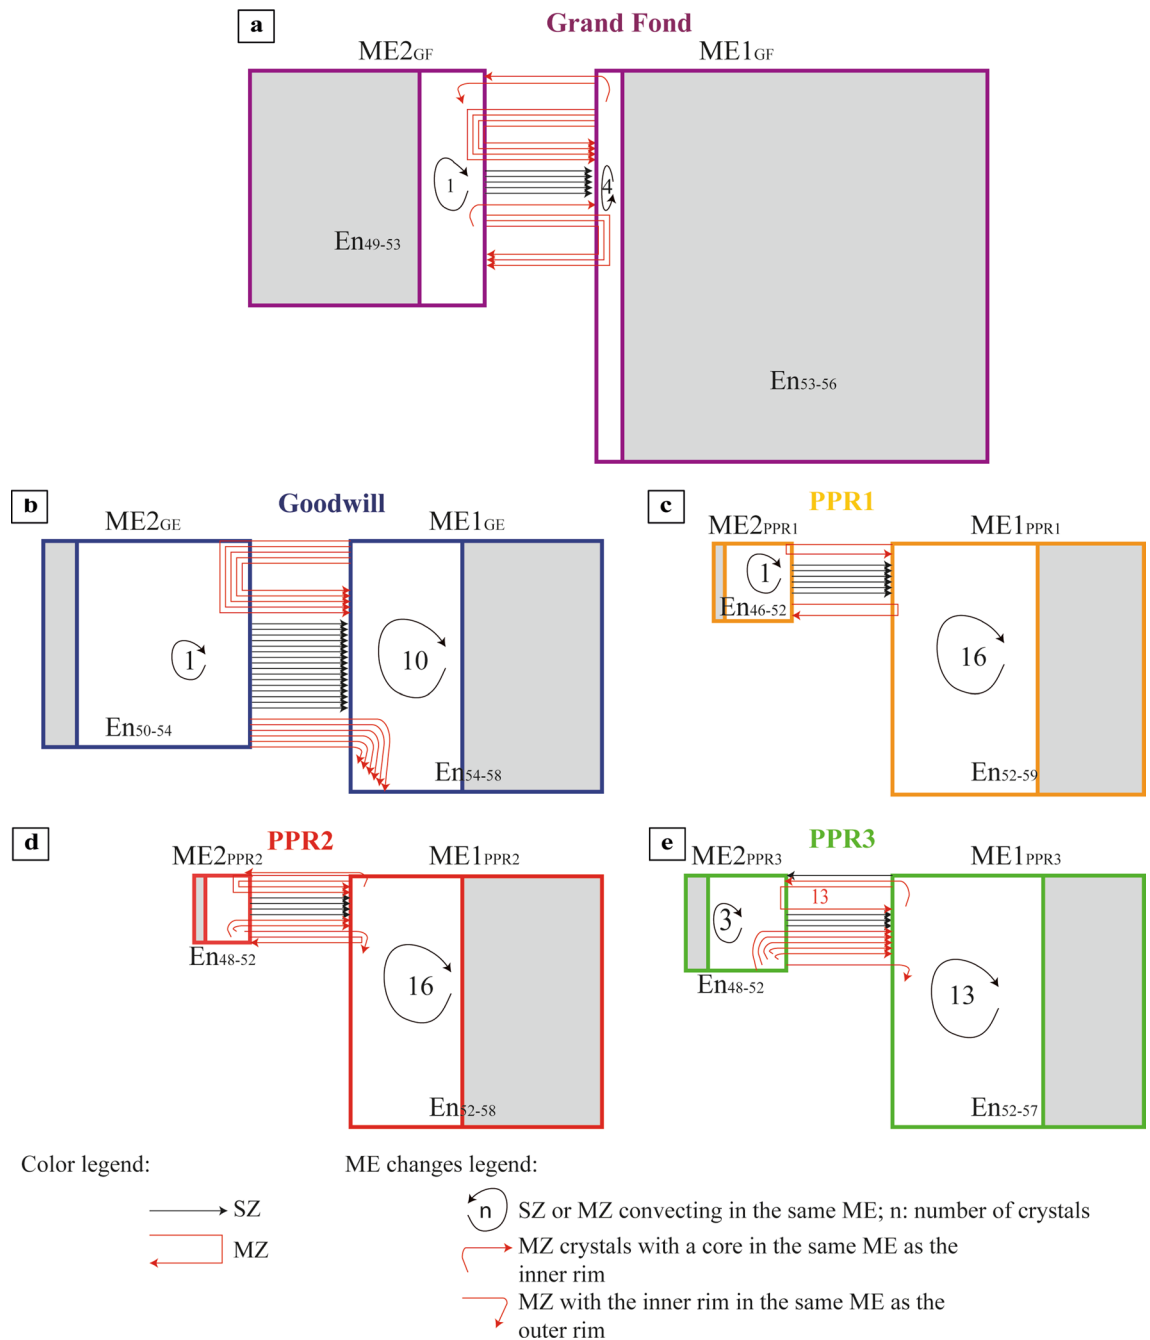 a
Grand Fond
ME2GF
ME1GF
1
4
En49-53
En53-56
b
Goodwill
ME2GE
ME1GE
1
10
En50-54
En54-58
c
PPR1
ME2PPR1
ME1PPR1
1
En46-52
16
En52-59
d
PPR2
ME2PPR2
ME1PPR2
En48-52
16
En52-58
e
PPR3
ME2PPR3
ME1PPR3
13
3
En48-52
13
En52-57
Color legend:
SZ
MZ
ME changes legend:
n
SZ or MZ convecting in the same ME; n: number of crystals
MZ crystals with a core in the same ME as the
inner rim
MZ with the inner rim in the same ME as the
outer rim